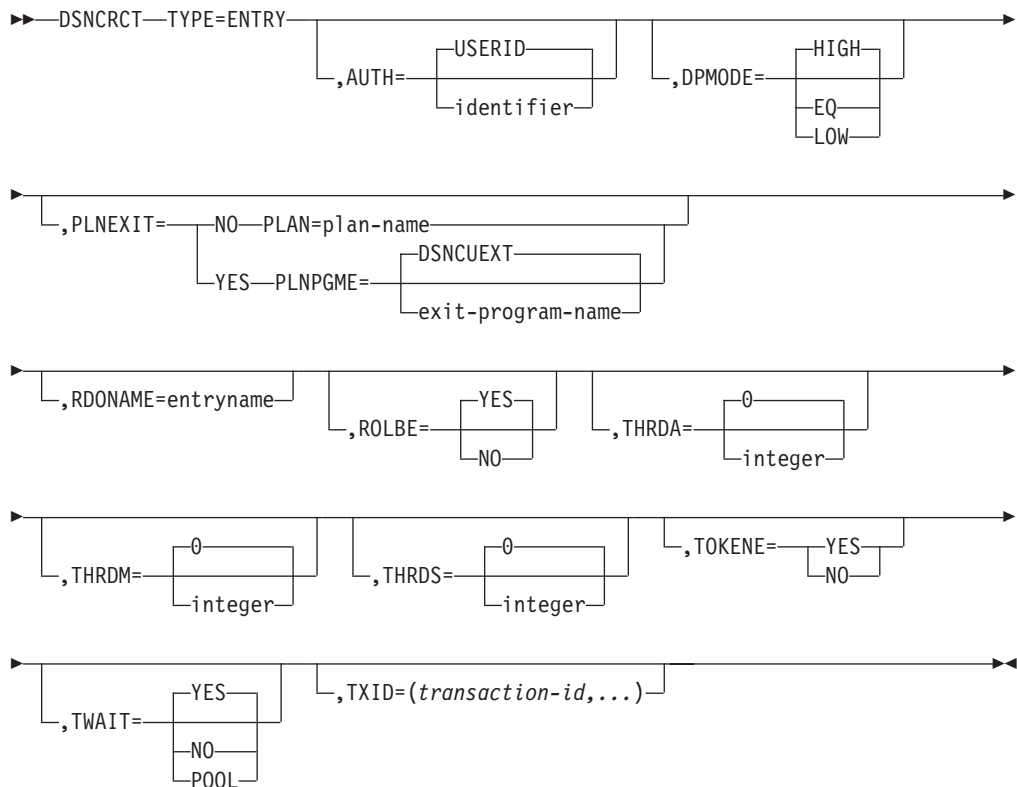 DSNCRCT TYPE=ENTRY
,AUTH= USERID identifier
,DPMODE= HIGH EQ LOW
,PLNEXIT= NO PLAN=plan-name
YES PLNPGME= DSNCUEXT exit-program-name
,RDONAME=entryname
,ROLBE= YES NO
,THRDA= 0 integer
,THRDM= 0 integer
,THRDS= 0 integer
,TOKENE= YES NO
,TWAIT= YES NO POOL
,TXID=(transaction-id,...)